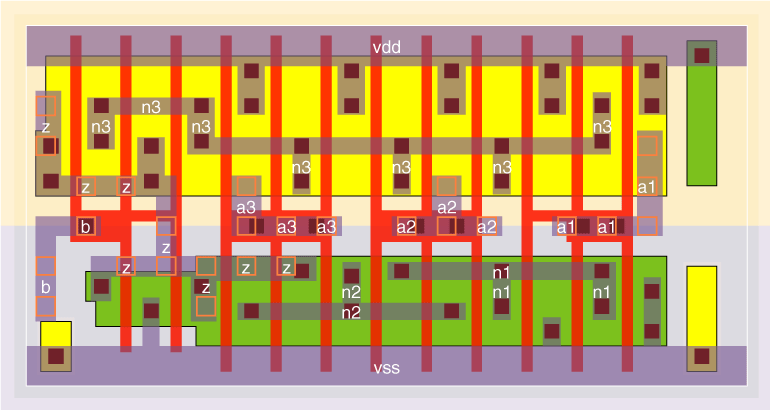 vdd
n3
z n3 n3 n3
n3 n3 n3
z z a1
a3 a2
b a3 a3 a2 a2 a1 a1
z
z z z
n1
b z n2 n1 n1
n2
vss